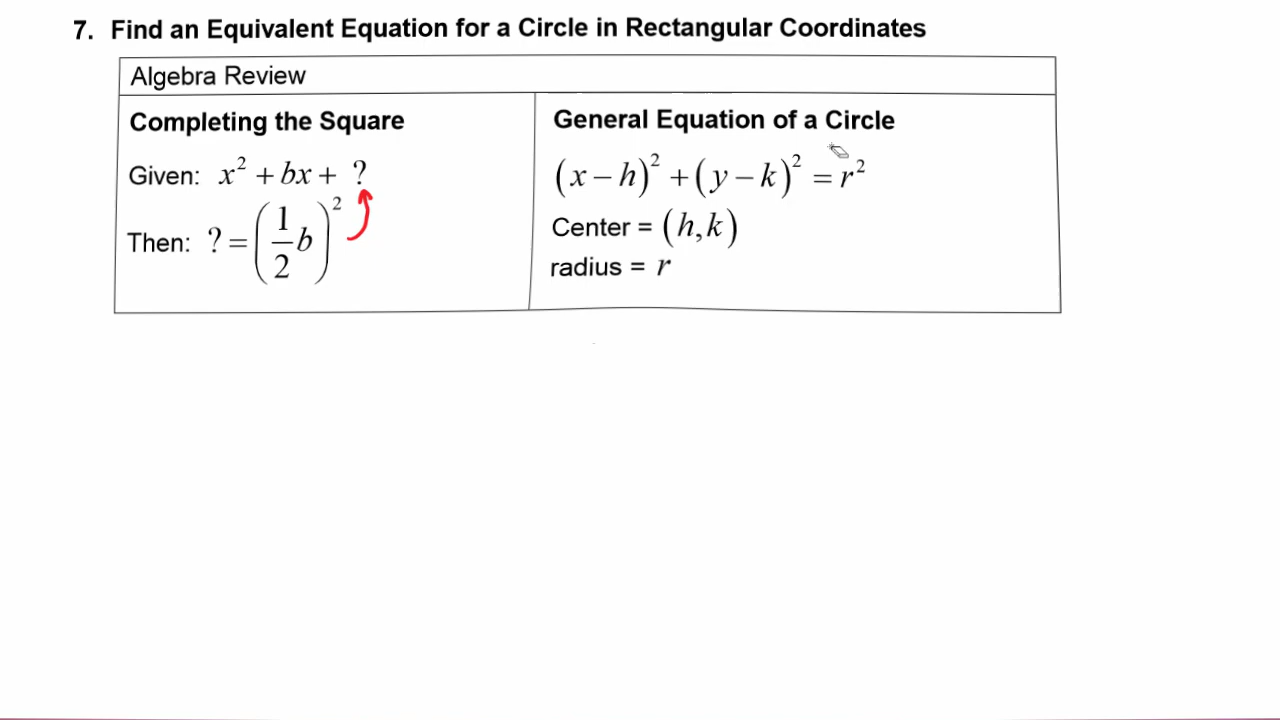 7. Find an Equivalent Equation for a Circle in Rectangular Coordinates
Algebra Review
Completing the Square
Given: x² + bx + ?
Then: ? = (1/2 b)²
General Equation of a Circle
(x − h)² + (y − k)² = r²
Center = (h, k)
radius = r